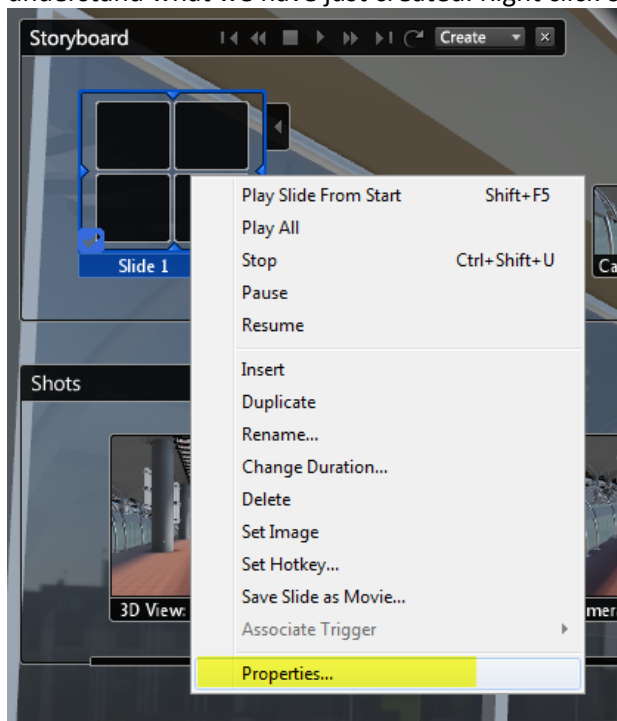 understand what we have just created. Right click o
Storyboard Create
Slide 1
Play Slide From Start Shift+F5
Play All
Stop Ctrl+Shift+U
Pause
Resume
Ca
Insert
Duplicate
Rename...
Change Duration...
Delete
Set Image
Set Hotkey...
Save Slide as Movie...
Associate Trigger
Properties...
Shots
3D View:
mer